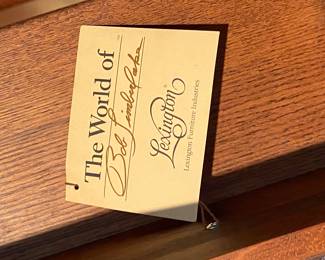 The World of
Bob Timberlake
Lexington®
Lexington Furniture Industries